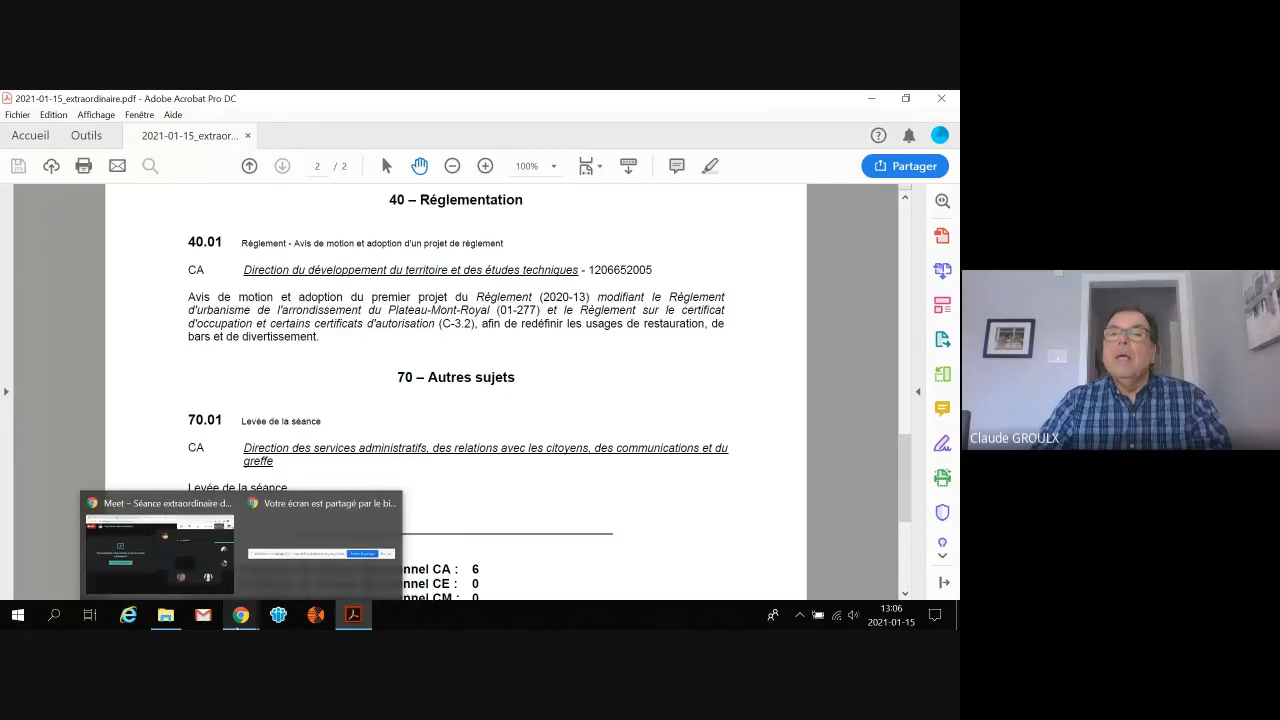 2021-01-15_extraordinaire.pdf - Adobe Acrobat Pro DC
Fichier Edition Affichage Fenêtre Aide
Accueil Outils 2021-01-15_extraor... ×
2 / 2 100% Partager
40 – Réglementation
40.01 Règlement - Avis de motion et adoption d'un projet de règlement
CA Direction du développement du territoire et des études techniques - 1206652005
Avis de motion et adoption du premier projet du Règlement (2020-13) modifiant le Règlement
d'urbanisme de l'arrondissement du Plateau-Mont-Royal (01-277) et le Règlement sur le certificat
d'occupation et certains certificats d'autorisation (C-3.2), afin de redéfinir les usages de restauration, de
bars et de divertissement.
70 – Autres sujets
70.01 Levée de la séance
CA Direction des services administratifs, des relations avec les citoyens, des communications et du
greffe
Levée de la séance
Meet – Séance extraordinaire d... Votre écran est partagé par le bi...
nnel CA : 6
nnel CE : 0
nnel CM : 0
13:06
2021-01-15
Claude GROULX